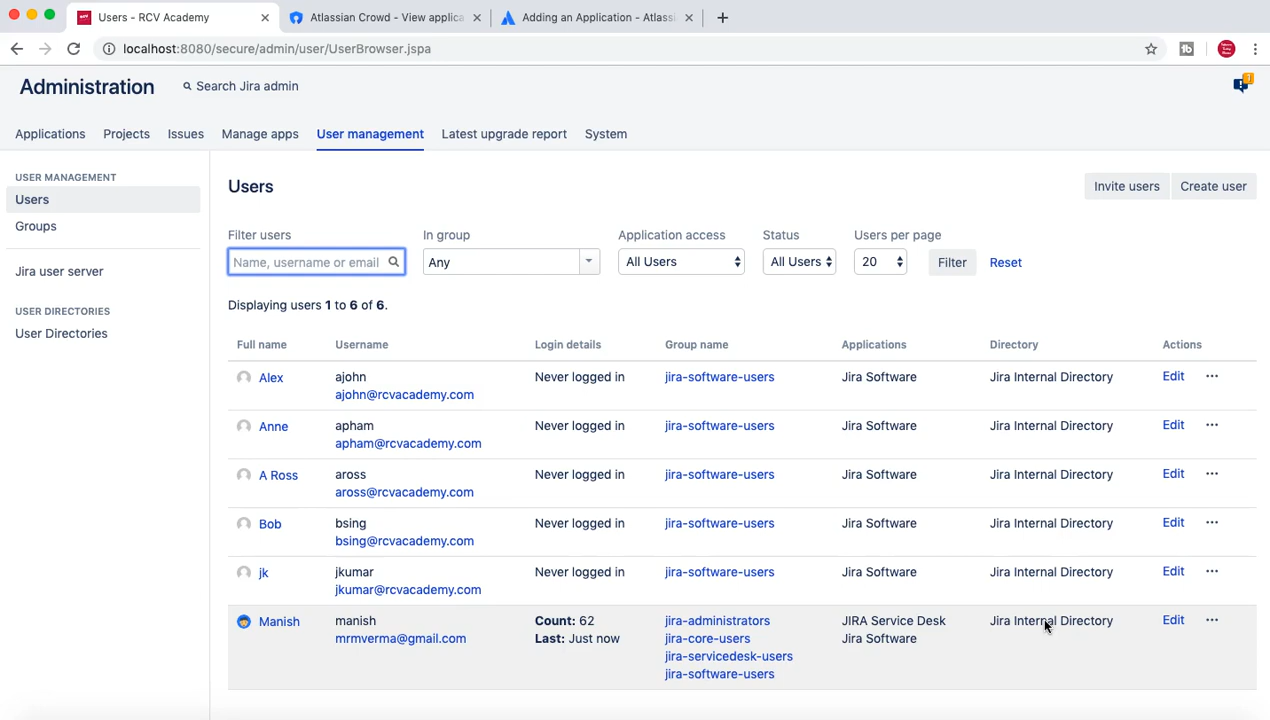 Users - RCV Academy
Atlassian Crowd - View applica
Adding an Application - Atlassi
localhost:8080/secure/admin/user/UserBrowser.jspa
Administration
Search Jira admin
Applications Projects Issues Manage apps User management Latest upgrade report System
USER MANAGEMENT
Users
Groups
Jira user server
USER DIRECTORIES
User Directories
Users
Invite users Create user
Filter users In group Application access Status Users per page
Name, username or email Any All Users All Users 20 Filter Reset
Displaying users 1 to 6 of 6.
Full name Username Login details Group name Applications Directory Actions
Alex ajohn Never logged in jira-software-users Jira Software Jira Internal Directory Edit ...
ajohn@rcvacademy.com
Anne apham Never logged in jira-software-users Jira Software Jira Internal Directory Edit ...
apham@rcvacademy.com
A Ross aross Never logged in jira-software-users Jira Software Jira Internal Directory Edit ...
aross@rcvacademy.com
Bob bsing Never logged in jira-software-users Jira Software Jira Internal Directory Edit ...
bsing@rcvacademy.com
jk jkumar Never logged in jira-software-users Jira Software Jira Internal Directory Edit ...
jkumar@rcvacademy.com
Manish manish Count: 62 jira-administrators JIRA Service Desk Jira Internal Directory Edit ...
mrmverma@gmail.com Last: Just now jira-core-users Jira Software
jira-servicedesk-users
jira-software-users